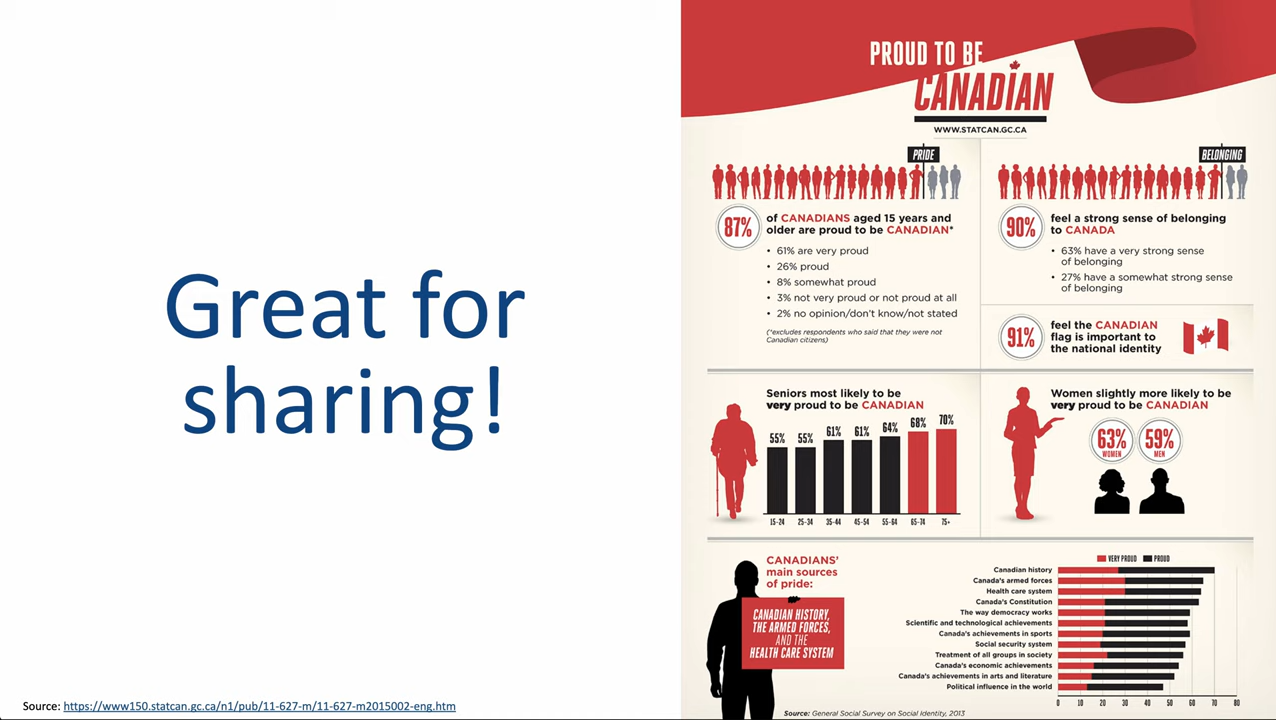 Great for
sharing!
Source: https://www150.statcan.gc.ca/n1/pub/11-627-m/11-627-m2015002-eng.htm
PROUD TO BE
CANADIAN
WWW.STATCAN.GC.CA
PRIDE
87%
of CANADIANS aged 15 years and
older are proud to be CANADIAN*
• 61% are very proud
• 26% proud
• 8% somewhat proud
• 3% not very proud or not proud at all
• 2% no opinion/don't know/not stated
(*excludes respondents who said that they were not
Canadian citizens)
BELONGING
90%
feel a strong sense of belonging
to CANADA
• 63% have a very strong sense
of belonging
• 27% have a somewhat strong sense
of belonging
91%
feel the CANADIAN
flag is important to
the national identity
Seniors most likely to be
very proud to be CANADIAN
55% 55% 61% 61% 64% 68% 70%
15-24 25-34 35-44 45-54 55-64 65-74 75+
Women slightly more likely to be
very proud to be CANADIAN
63% 59%
WOMEN MEN
CANADIANS'
main sources
of pride:
CANADIAN HISTORY,
THE ARMED FORCES,
AND THE
HEALTH CARE SYSTEM
VERY PROUD PROUD
Canadian history
Canada's armed forces
Health care system
Canada's Constitution
The way democracy works
Scientific and technological achievements
Canada's achievements in sports
Social security system
Treatment of all groups in society
Canada's economic achievements
Canada's achievements in arts and literature
Political influence in the world
0 10 20 30 40 50 60 70 80
Source: General Social Survey on Social Identity, 2013